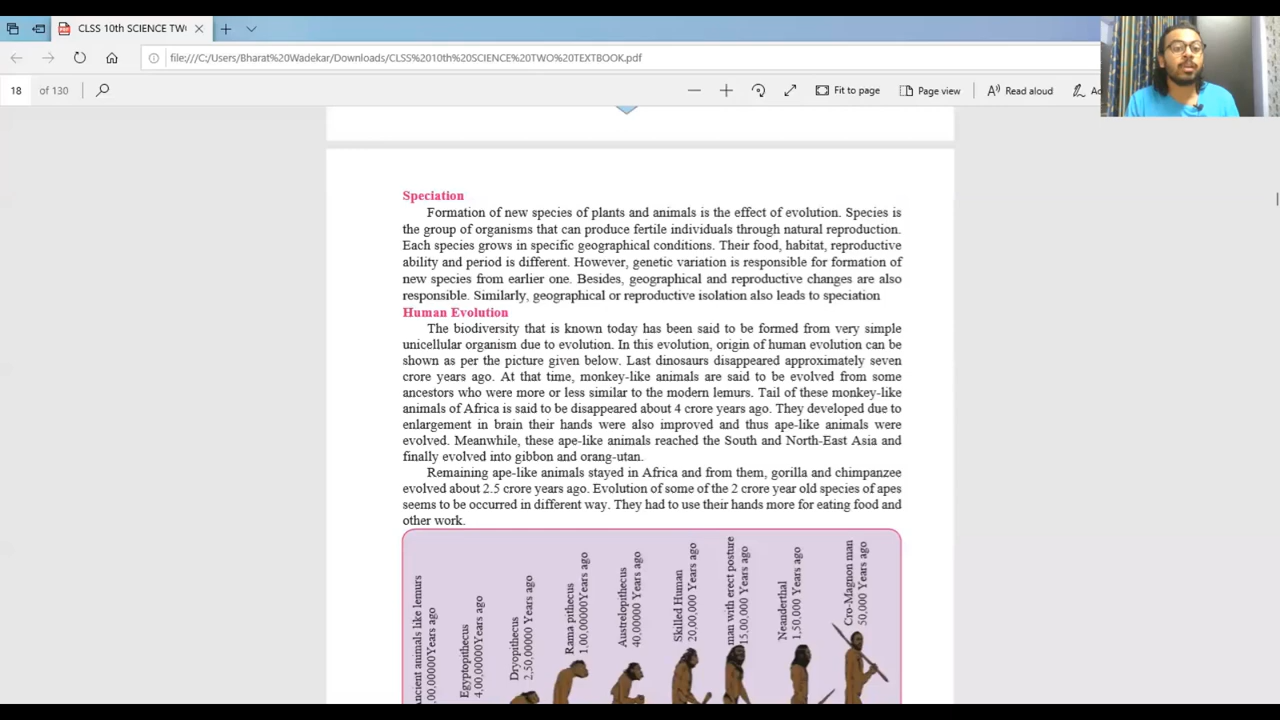 CLSS 10th SCIENCE TWO
file:///C:/Users/Bharat%20Wadekar/Downloads/CLSS%2010th%20SCIENCE%20TWO%20TEXTBOOK.pdf
18 of 130 Fit to page Page view Read aloud
Speciation
Formation of new species of plants and animals is the effect of evolution. Species is
the group of organisms that can produce fertile individuals through natural reproduction.
Each species grows in specific geographical conditions. Their food, habitat, reproductive
ability and period is different. However, genetic variation is responsible for formation of
new species from earlier one. Besides, geographical and reproductive changes are also
responsible. Similarly, geographical or reproductive isolation also leads to speciation
Human Evolution
The biodiversity that is known today has been said to be formed from very simple
unicellular organism due to evolution. In this evolution, origin of human evolution can be
shown as per the picture given below. Last dinosaurs disappeared approximately seven
crore years ago. At that time, monkey-like animals are said to be evolved from some
ancestors who were more or less similar to the modern lemurs. Tail of these monkey-like
animals of Africa is said to be disappeared about 4 crore years ago. They developed due to
enlargement in brain their hands were also improved and thus ape-like animals were
evolved. Meanwhile, these ape-like animals reached the South and North-East Asia and
finally evolved into gibbon and orang-utan.
Remaining ape-like animals stayed in Africa and from them, gorilla and chimpanzee
evolved about 2.5 crore years ago. Evolution of some of the 2 crore year old species of apes
seems to be occurred in different way. They had to use their hands more for eating food and
other work.
ncient animals like lemurs
,00,00000Years ago
Egyptopithecus
4,00,00000Years ago
Dryopithecus
2,50,00000 Years ago
Rama pithecus
1,00,00000Years ago
Austrelopithecus
40,00000 Years ago
Skilled Human
20,00,000 Years ago
man with erect posture
15,00,000 Years ago
Neanderthal
1,50,000 Years ago
Cro-Magnon man
50,000 Years ago